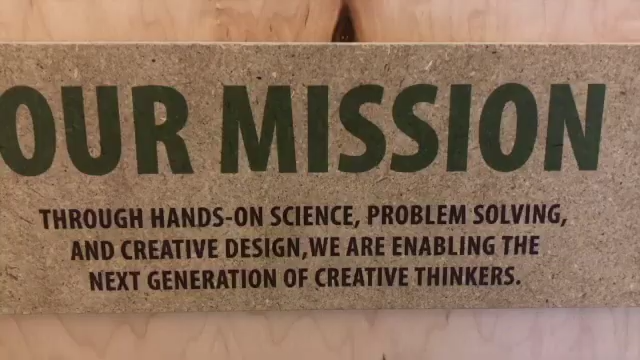 OUR MISSION
THROUGH HANDS-ON SCIENCE, PROBLEM SOLVING,
AND CREATIVE DESIGN,WE ARE ENABLING THE
NEXT GENERATION OF CREATIVE THINKERS.